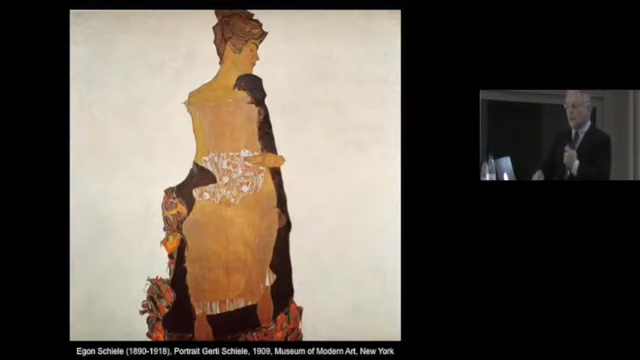 Egon Schiele (1890-1918), Portrait Gerti Schiele, 1909, Museum of Modern Art, New York